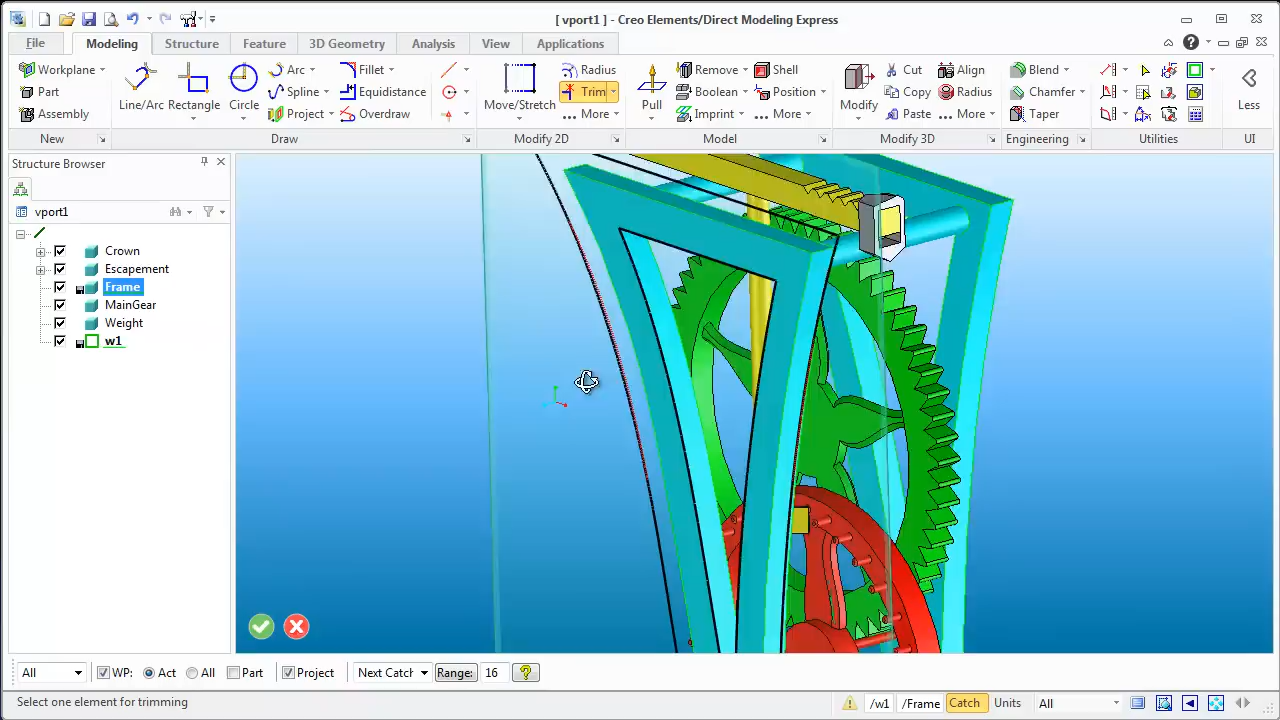 [ vport1 ] - Creo Elements/Direct Modeling Express
File Modeling Structure Feature 3D Geometry Analysis View Applications
Workplane Line/Arc Rectangle Circle Arc Fillet Move/Stretch Radius Pull Remove Shell Modify Cut Align Blend Less
Part Spline Equidistance Trim Boolean Position Copy Radius Chamfer
Assembly Project Overdraw More Imprint More Paste More Taper
New Draw Modify 2D Model Modify 3D Engineering Utilities UI
Structure Browser
vport1
Crown
Escapement
Frame
MainGear
Weight
w1
All WP: Act All Part Project Next Catch Range: 16 ?
Select one element for trimming /w1 /Frame Catch Units All